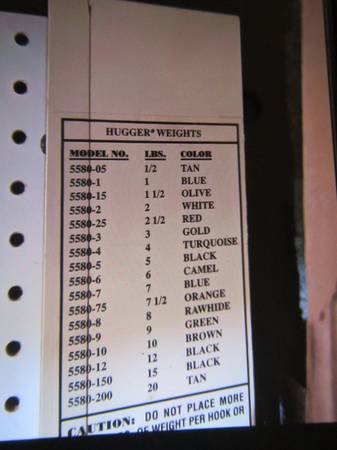 HUGGER® WEIGHTS
MODEL NO. LBS. COLOR
5580-05 1/2 TAN
5580-1 1 BLUE
5580-15 1 1/2 OLIVE
5580-2 2 WHITE
5580-25 2 1/2 RED
5580-3 3 GOLD
5580-4 4 TURQUOISE
5580-5 5 BLACK
5580-6 6 CAMEL
5580-7 7 BLUE
5580-75 7 1/2 ORANGE
5580-8 8 RAWHIDE
5580-9 9 GREEN
5580-10 10 BROWN
5580-12 12 BLACK
5580-150 15 BLACK
5580-200 20 TAN
CAUTION: DO NOT PLACE MORE
OF WEIGHT PER HOOK OR